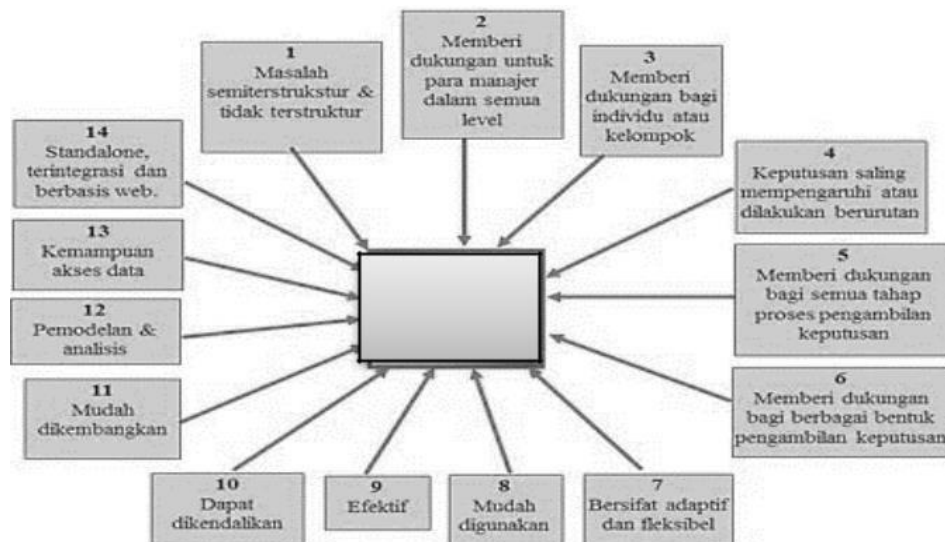 1
Masalah
semiterstrukstur &
tidak terstruktur
2
Memberi
dukungan untuk
para manajer
dalam semua
level
3
Memberi
dukungan bagi
individu atau
kelompok
4
Keputusan saling
mempengaruhi atau
dilakukan berurutan
5
Memberi dukungan
bagi semua tahap
proses pengambilan
keputusan
6
Memberi dukungan
bagi berbagai bentuk
pengambilan keputusan
7
Bersifat adaptif
dan fleksibel
8
Mudah
digunakan
9
Efektif
10
Dapat
dikendalikan
11
Mudah
dikembangkan
12
Pemodelan &
analisis
13
Kemampuan
akses data
14
Standalone,
terintegrasi dan
berbasis web.